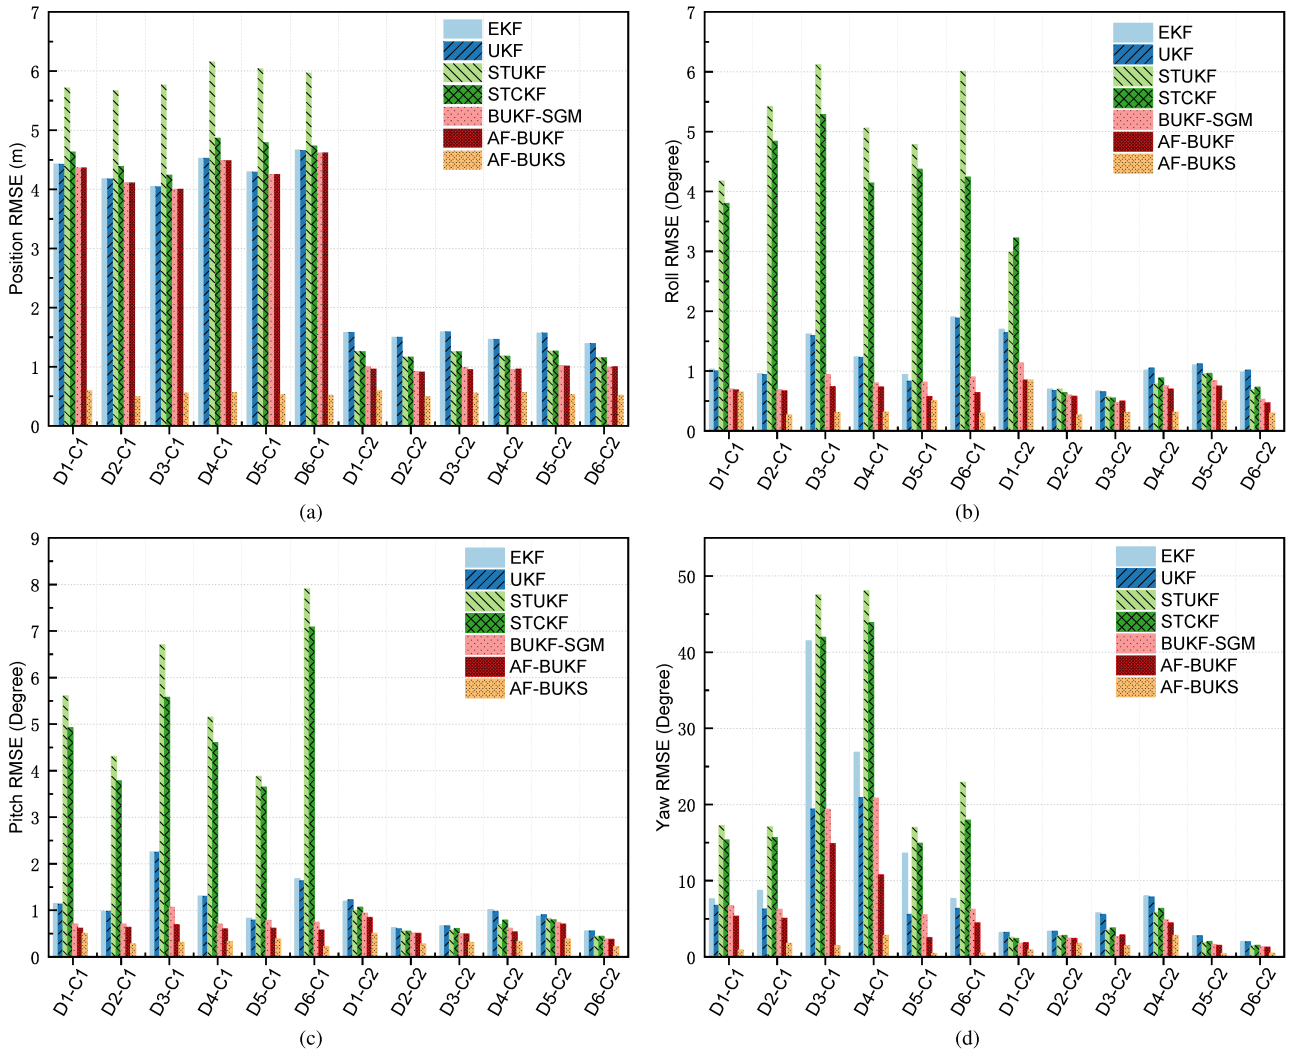 Position RMSE (m)
7
6
5
4
3
2
1
0
EKF
UKF
STUKF
STCKF
BUKF-SGM
AF-BUKF
AF-BUKS
D1-C1
D2-C1
D3-C1
D4-C1
D5-C1
D6-C1
D1-C2
D2-C2
D3-C2
D4-C2
D5-C2
D6-C2
(a)
Roll RMSE (Degree)
7
6
5
4
3
2
1
0
EKF
UKF
STUKF
STCKF
BUKF-SGM
AF-BUKF
AF-BUKS
D1-C1
D2-C1
D3-C1
D4-C1
D5-C1
D6-C1
D1-C2
D2-C2
D3-C2
D4-C2
D5-C2
D6-C2
(b)
Pitch RMSE (Degree)
9
8
7
6
5
4
3
2
1
0
EKF
UKF
STUKF
STCKF
BUKF-SGM
AF-BUKF
AF-BUKS
D1-C1
D2-C1
D3-C1
D4-C1
D5-C1
D6-C1
D1-C2
D2-C2
D3-C2
D4-C2
D5-C2
D6-C2
(c)
Yaw RMSE (Degree)
50
40
30
20
10
0
EKF
UKF
STUKF
STCKF
BUKF-SGM
AF-BUKF
AF-BUKS
D1-C1
D2-C1
D3-C1
D4-C1
D5-C1
D6-C1
D1-C2
D2-C2
D3-C2
D4-C2
D5-C2
D6-C2
(d)